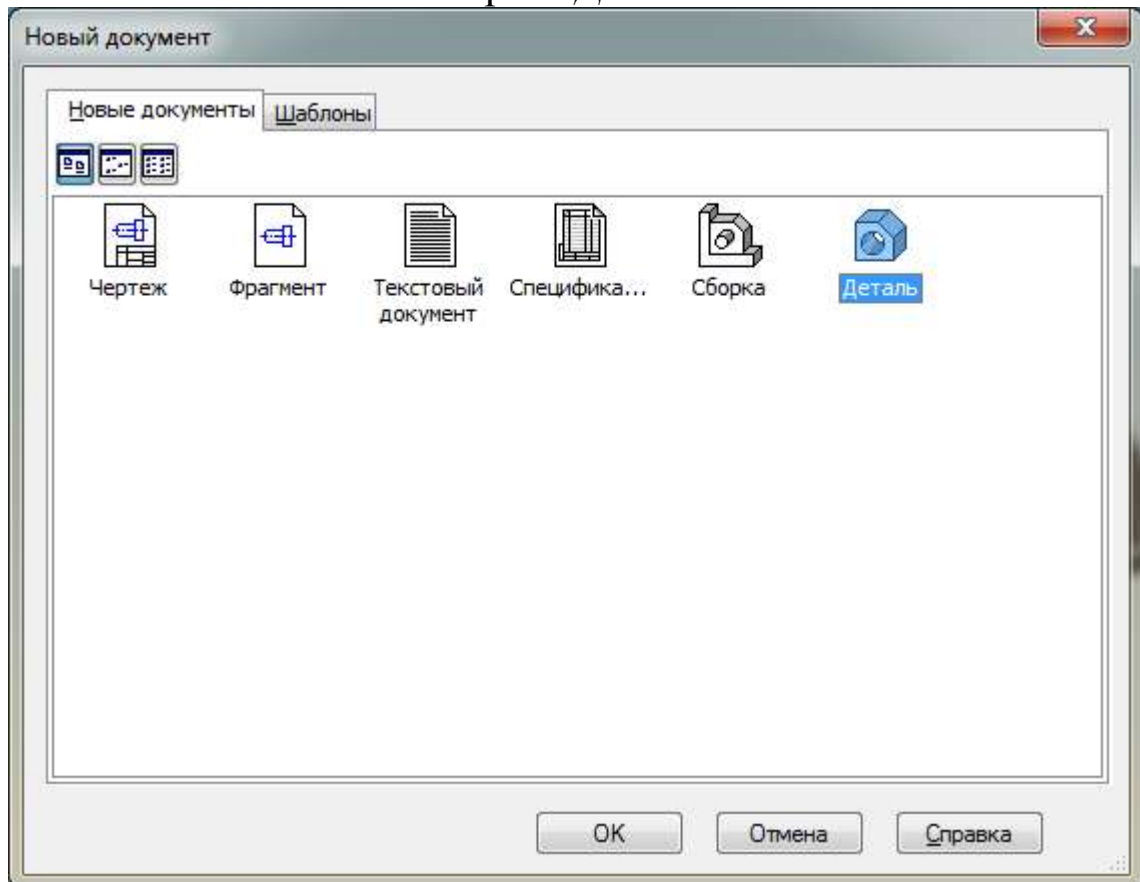 Новый документ
Новые документы Шаблоны
Чертеж Фрагмент Текстовый документ Специфика... Сборка Деталь
OK Отмена Справка